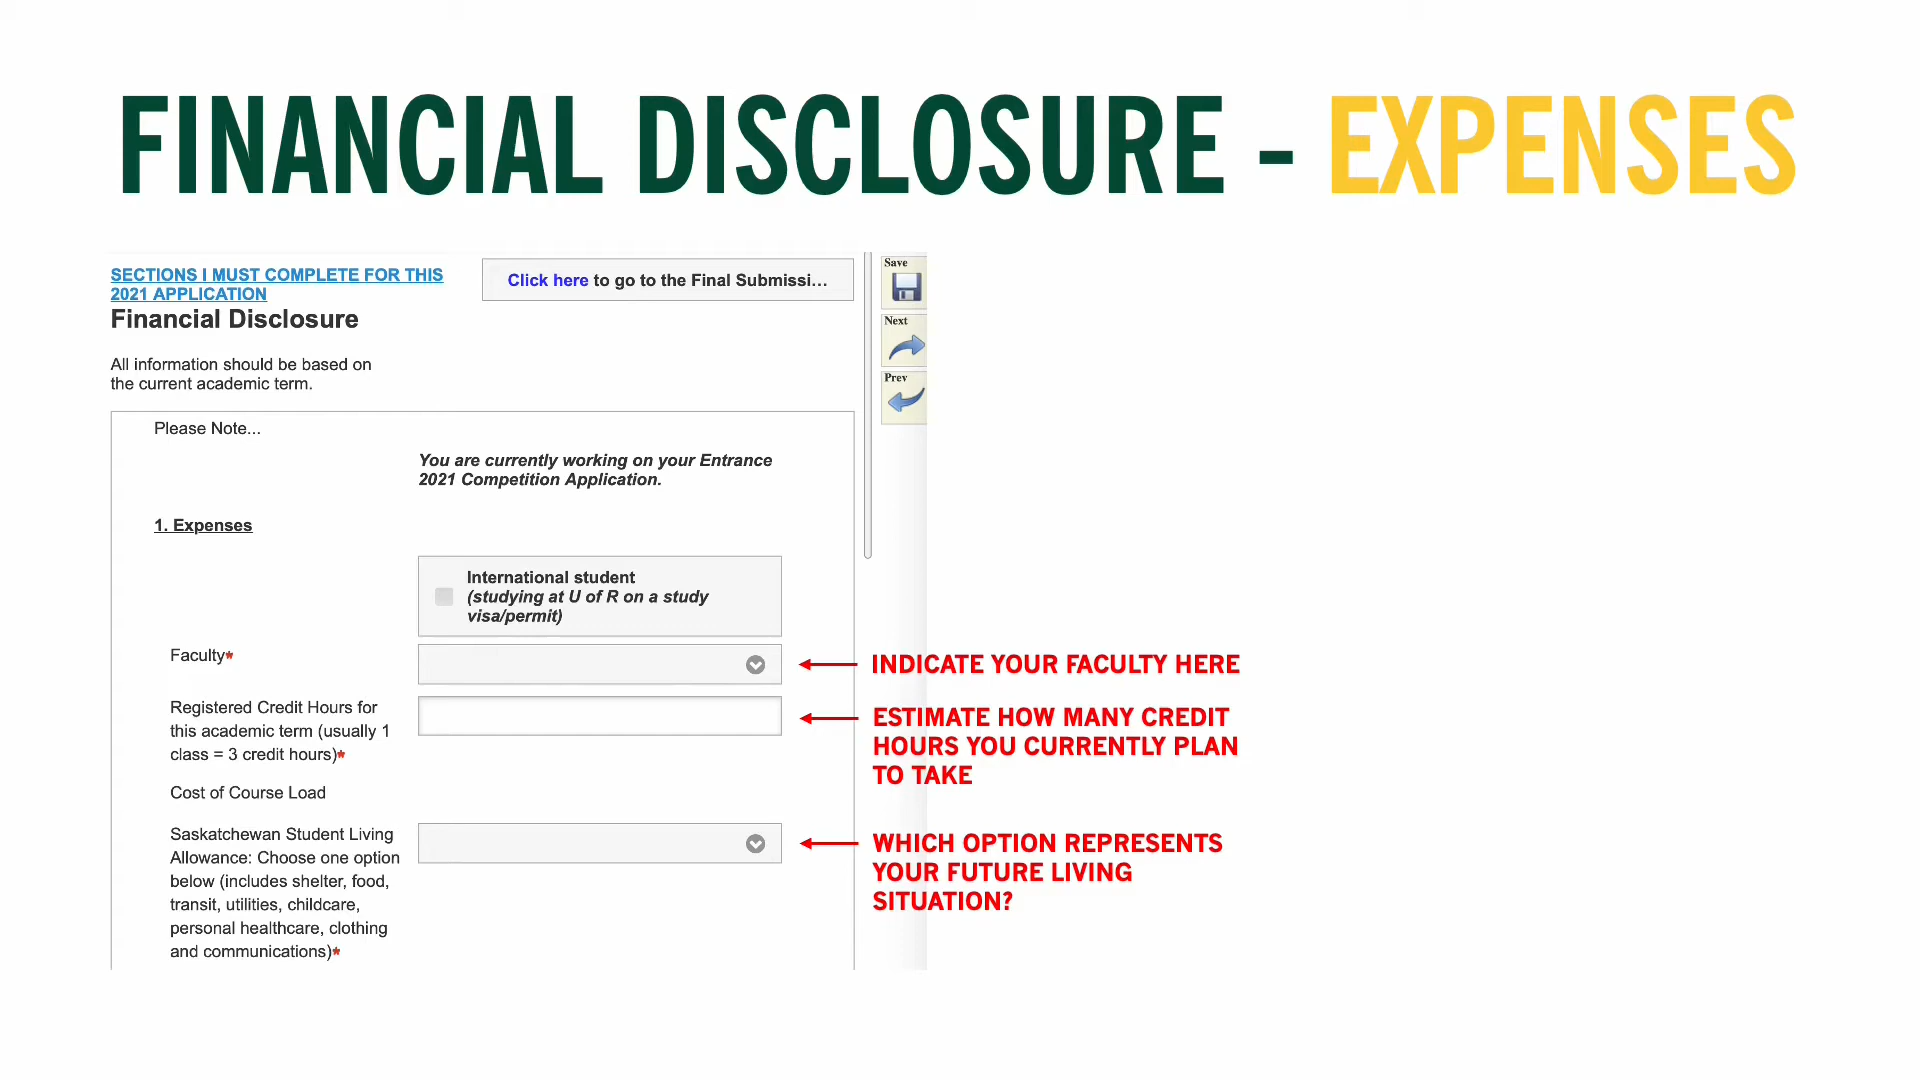 FINANCIAL DISCLOSURE - EXPENSES
SECTIONS I MUST COMPLETE FOR THIS
2021 APPLICATION
Click here to go to the Final Submissi...
Save
Next
Prev
Financial Disclosure
All information should be based on
the current academic term.
Please Note...
You are currently working on your Entrance
2021 Competition Application.
1. Expenses
International student
(studying at U of R on a study
visa/permit)
Faculty*
INDICATE YOUR FACULTY HERE
Registered Credit Hours for
this academic term (usually 1
class = 3 credit hours)*
ESTIMATE HOW MANY CREDIT
HOURS YOU CURRENTLY PLAN
TO TAKE
Cost of Course Load
Saskatchewan Student Living
Allowance: Choose one option
below (includes shelter, food,
transit, utilities, childcare,
personal healthcare, clothing
and communications)*
WHICH OPTION REPRESENTS
YOUR FUTURE LIVING
SITUATION?